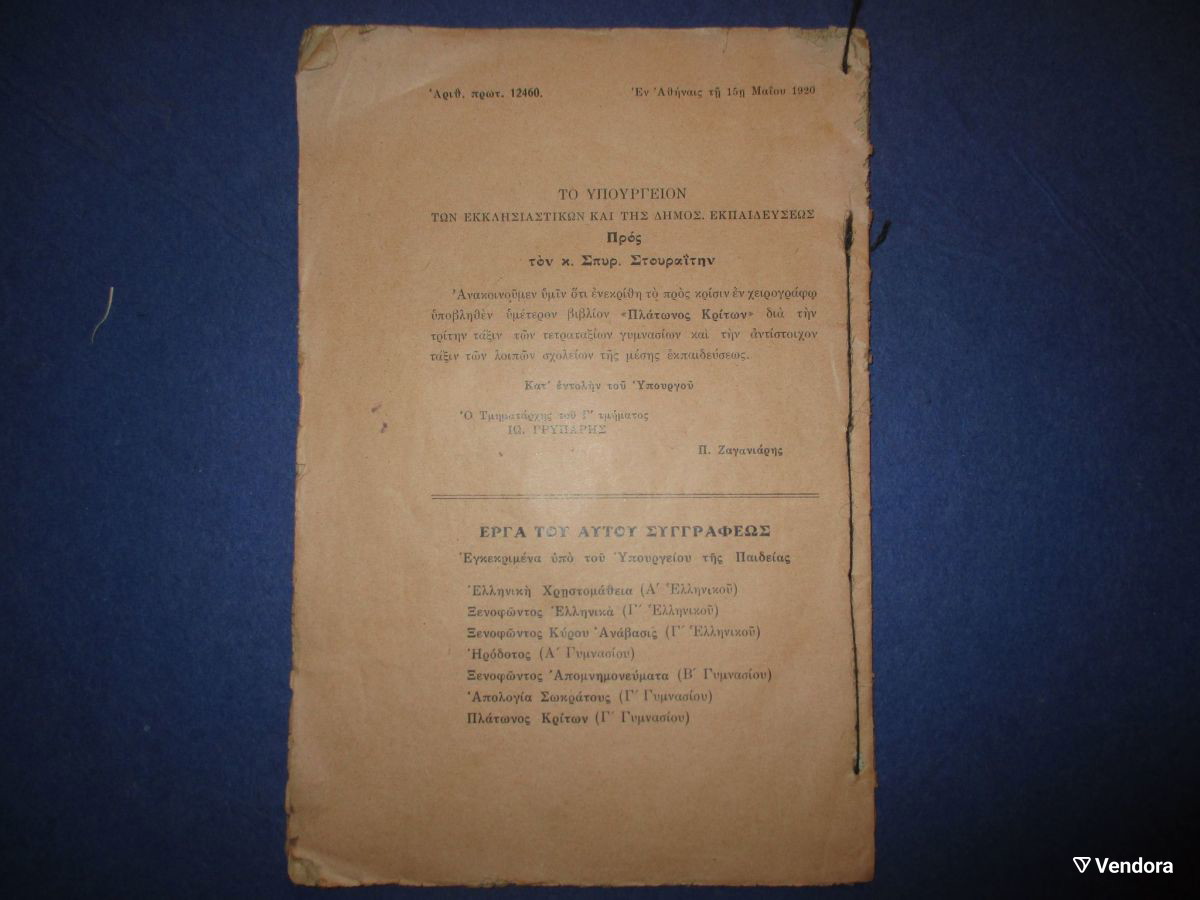 Ἀριθ. πρωτ. 12460.
Ἐν Ἀθήναις τῇ 15ῃ Μαΐου 1920
ΤΟ ΥΠΟΥΡΓΕΙΟΝ
ΤΩΝ ΕΚΚΛΗΣΙΑΣΤΙΚΩΝ ΚΑΙ ΤΗΣ ΔΗΜΟΣ. ΕΚΠΑΙΔΕΥΣΕΩΣ
Πρός
τὸν κ. Σπυρ. Στουραΐτην
Ἀνακοινοῦμεν ὑμῖν ὅτι ἐνεκρίθη τὸ πρὸς κρίσιν ἐν χειρογράφῳ
ὑποβληθὲν ὑμέτερον βιβλίον «Πλάτωνος Κρίτων» διὰ τὴν
τρίτην τάξιν τῶν τετραταξίων γυμνασίων καὶ τὴν ἀντίστοιχον
τάξιν τῶν λοιπῶν σχολείων τῆς μέσης ἐκπαιδεύσεως.
Κατ' ἐντολὴν τοῦ Ὑπουργοῦ
Ὁ Τμηματάρχης τοῦ Γ' τμήματος
ΙΩ. ΓΡΥΠΑΡΗΣ
Π. Ζαγανιάρης
ΕΡΓΑ ΤΟΥ ΑΥΤΟΥ ΣΥΓΓΡΑΦΕΩΣ
Ἐγκεκριμένα ὑπὸ τοῦ Ὑπουργείου τῆς Παιδείας
Ἑλληνικὴ Χρηστομάθεια (Α' Ἑλληνικοῦ)
Ξενοφῶντος Ἑλληνικὰ (Γ' Ἑλληνικοῦ)
Ξενοφῶντος Κύρου Ἀνάβασις (Γ' Ἑλληνικοῦ)
Ἡρόδοτος (Α' Γυμνασίου)
Ξενοφῶντος Ἀπομνημονεύματα (Β' Γυμνασίου)
Ἀπολογία Σωκράτους (Γ' Γυμνασίου)
Πλάτωνος Κρίτων (Γ' Γυμνασίου)
Vendora